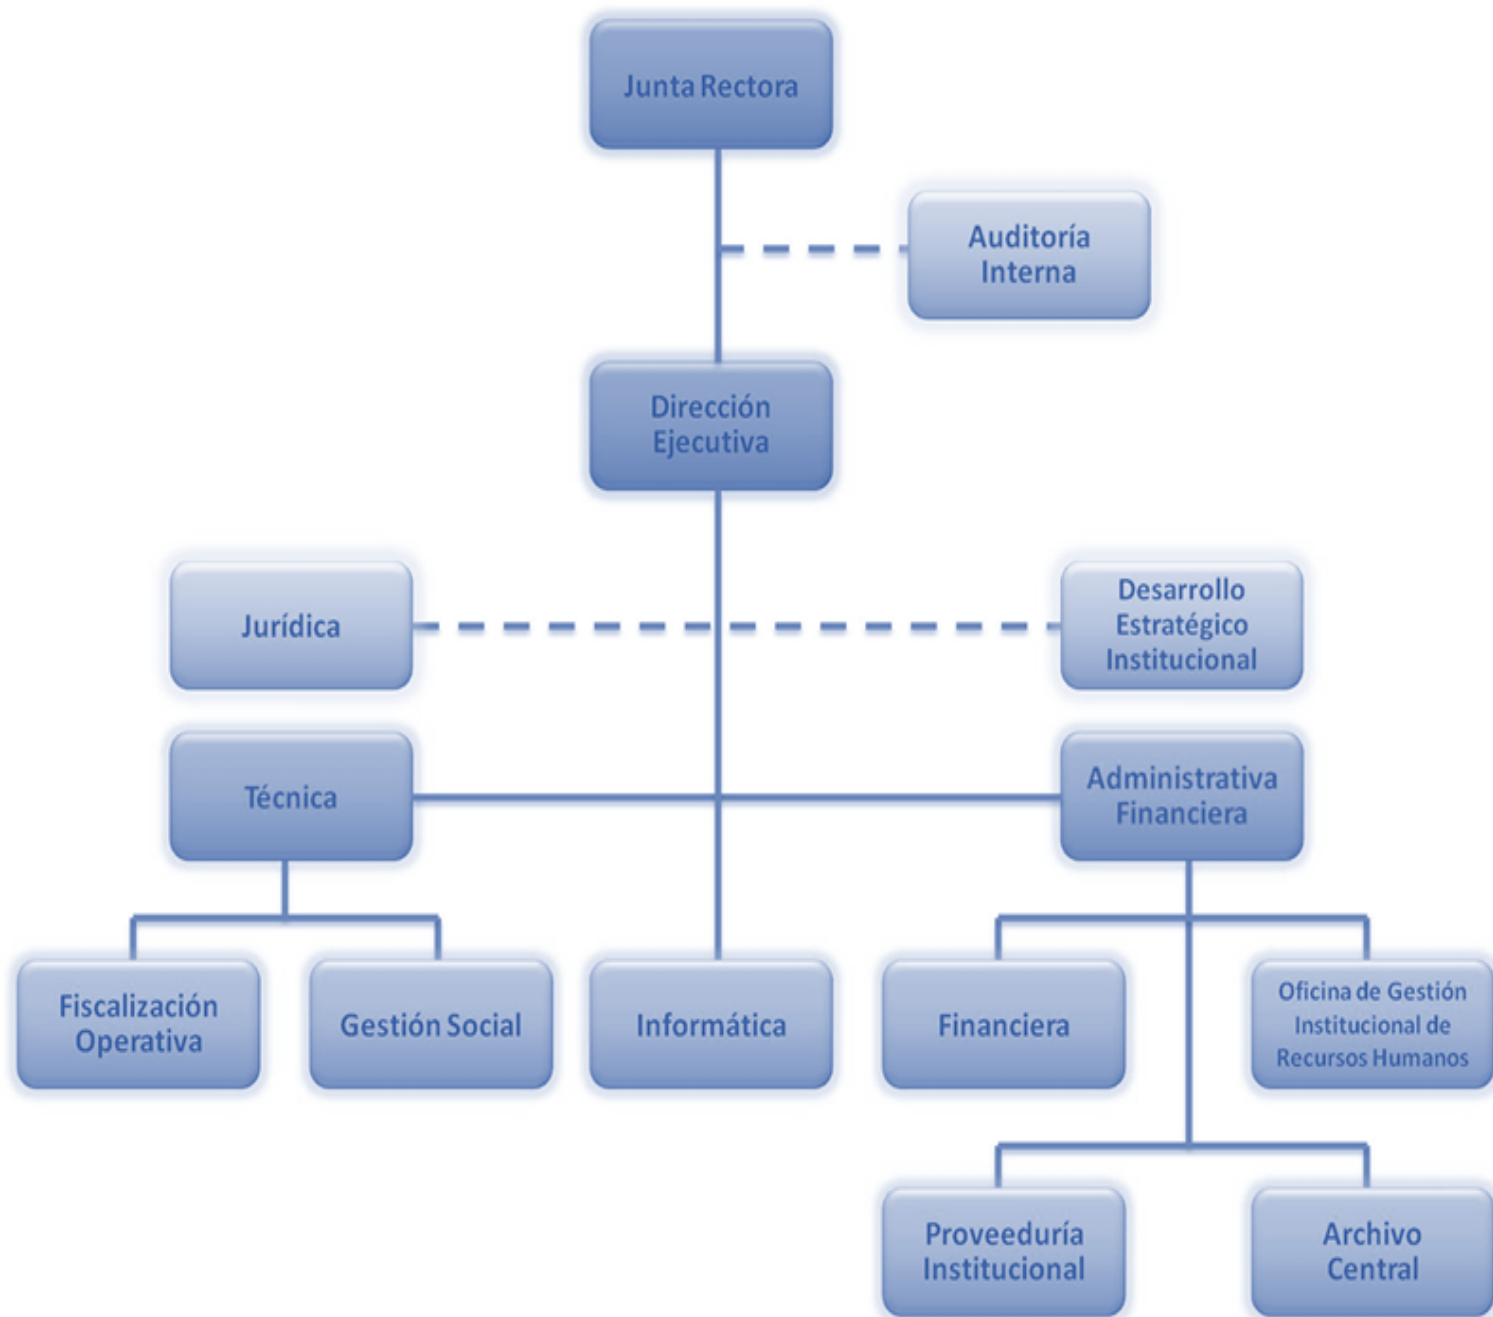 Junta Rectora
Auditoría
Interna
Dirección
Ejecutiva
Jurídica
Desarrollo
Estratégico
Institucional
Técnica
Administrativa
Financiera
Fiscalización
Operativa
Gestión Social
Informática
Financiera
Oficina de Gestión
Institucional de
Recursos Humanos
Proveeduría
Institucional
Archivo
Central